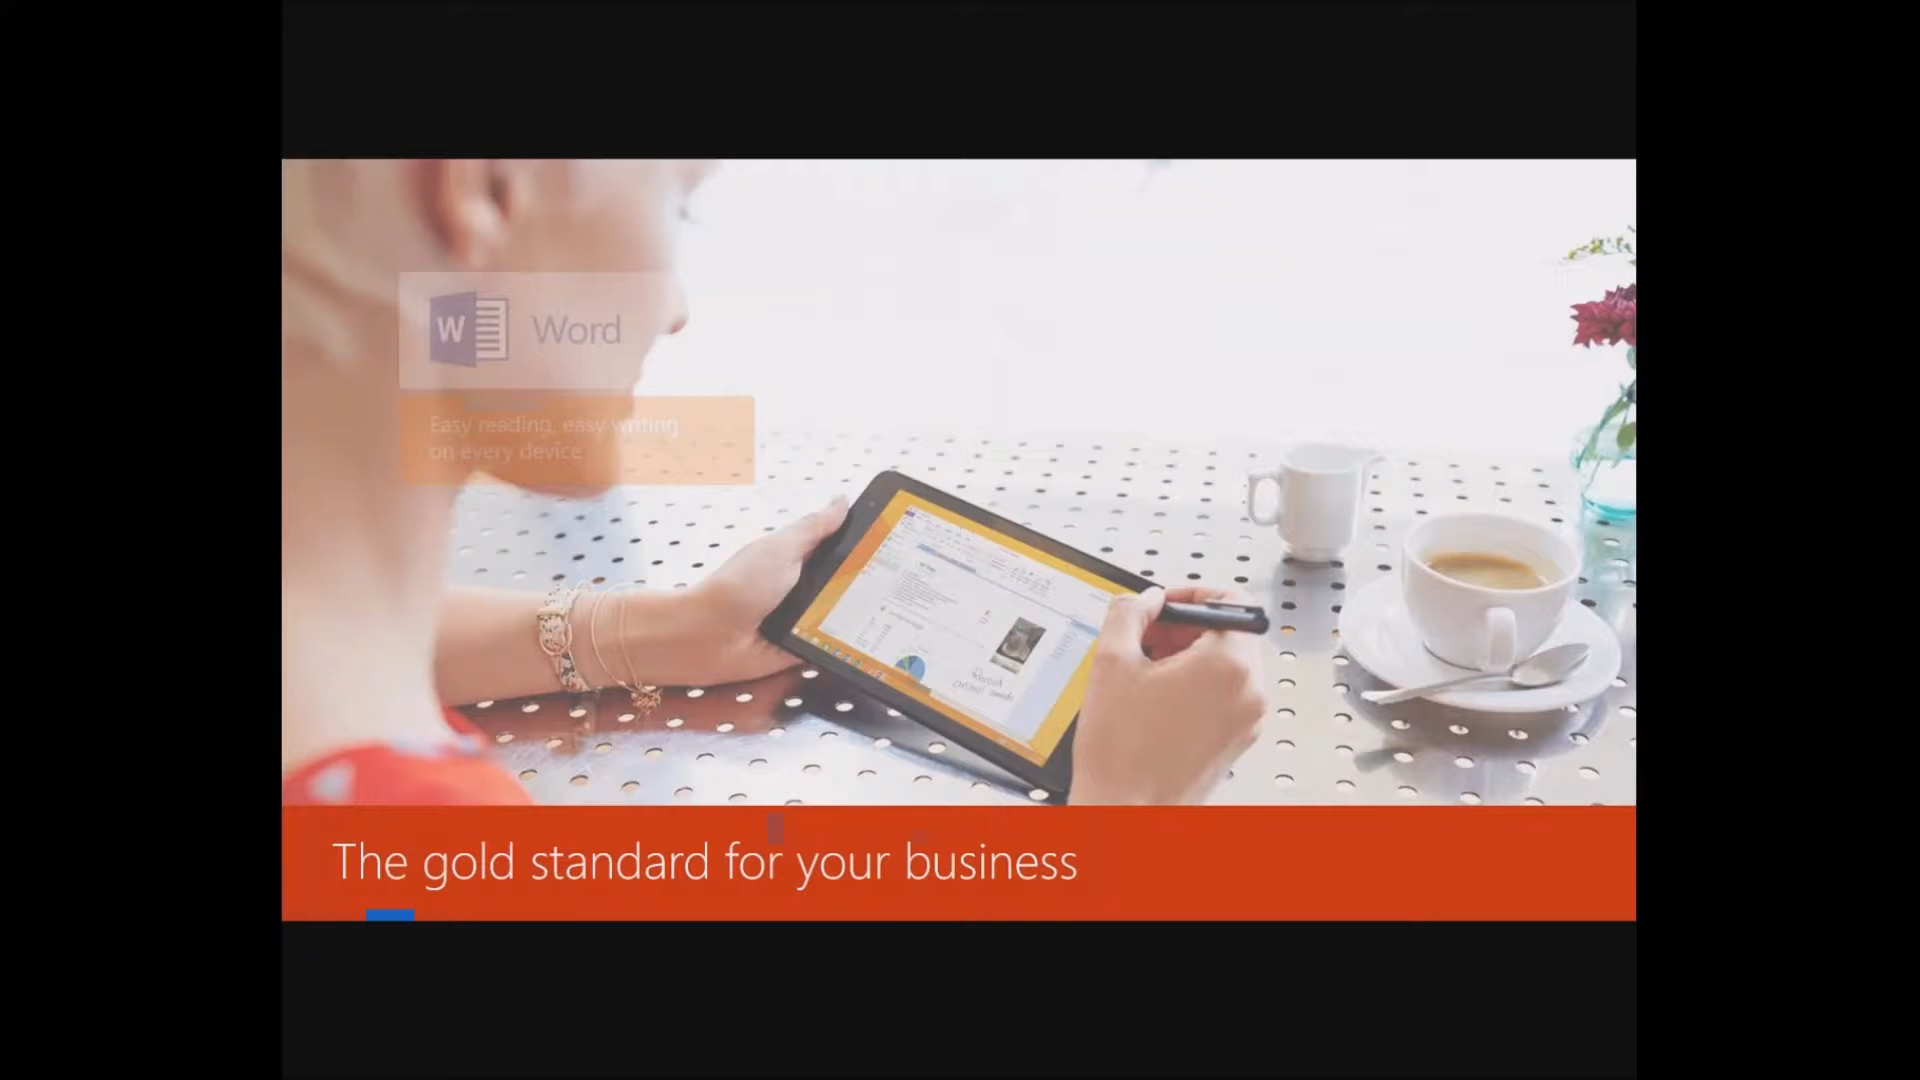 W Word
Easy reading, easy writing
on every device
The gold standard for your business